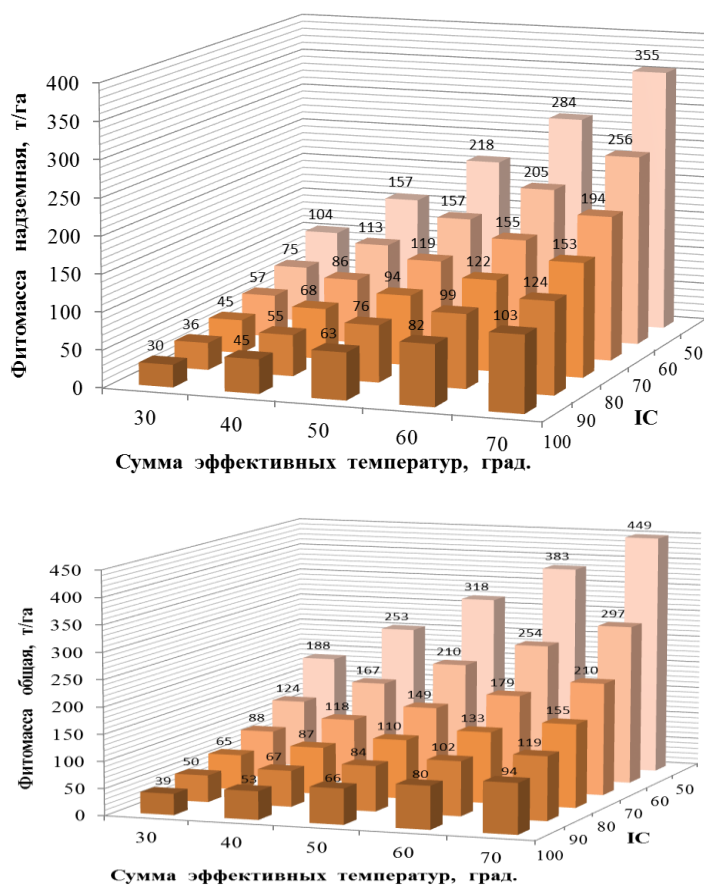 Фитомасса надземная, т/га
400
350
300
250
200
150
100
50
0
104 157 218 284 355
75 113 157 205 256
57 86 119 155 194
45 68 94 122 153
36 55 76 99 124
30 45 63 82 103
30 40 50 60 70
100 90 80 70 60 50
IC
Сумма эффективных температур, град.
Фитомасса общая, т/га
450
400
350
300
250
200
150
100
50
0
188 253 318 383 449
124 167 210 254 297
88 118 149 179 210
65 87 110 133 155
50 67 84 102 119
39 53 66 80 94
30 40 50 60 70
100 90 80 70 60 50
IC
Сумма эффективных температур, град.